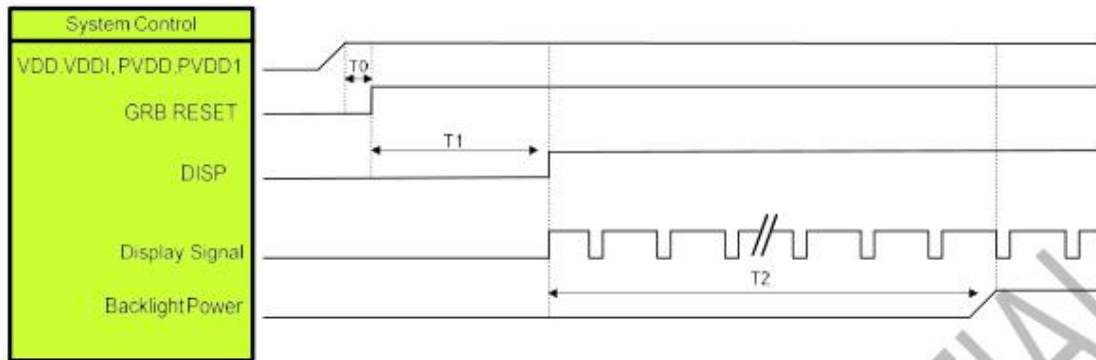 System Control
VDD.VDDI, PVDD.PVDD1
T0
GRB RESET
T1
DISP
Display Signal
T2
Backlight Power